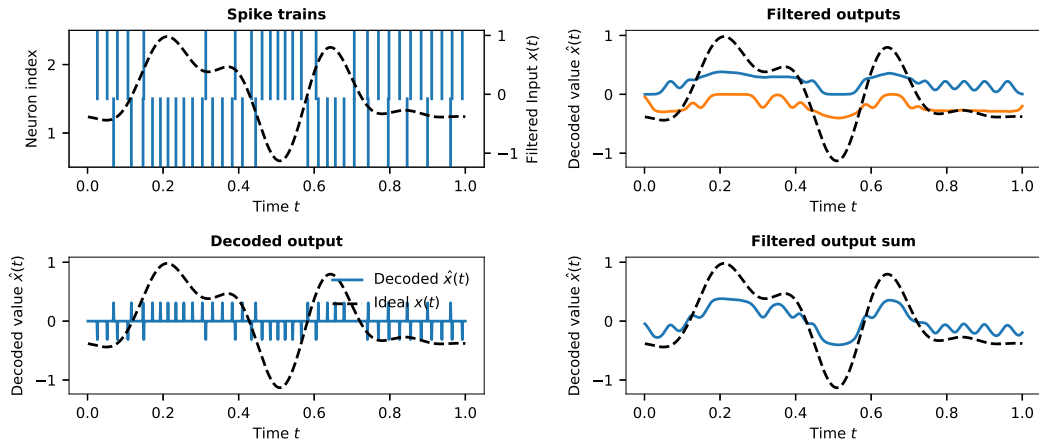 Spike trains
Neuron index
2
1
Filtered Input x(t)
1
0
−1
0.0 0.2 0.4 0.6 0.8 1.0
Time t
Filtered outputs
Decoded value x̂(t)
1
0
−1
0.0 0.2 0.4 0.6 0.8 1.0
Time t
Decoded output
Decoded value x̂(t)
1
0
−1
Decoded x̂(t)
Ideal x(t)
0.0 0.2 0.4 0.6 0.8 1.0
Time t
Filtered output sum
Decoded value x̂(t)
1
0
−1
0.0 0.2 0.4 0.6 0.8 1.0
Time t